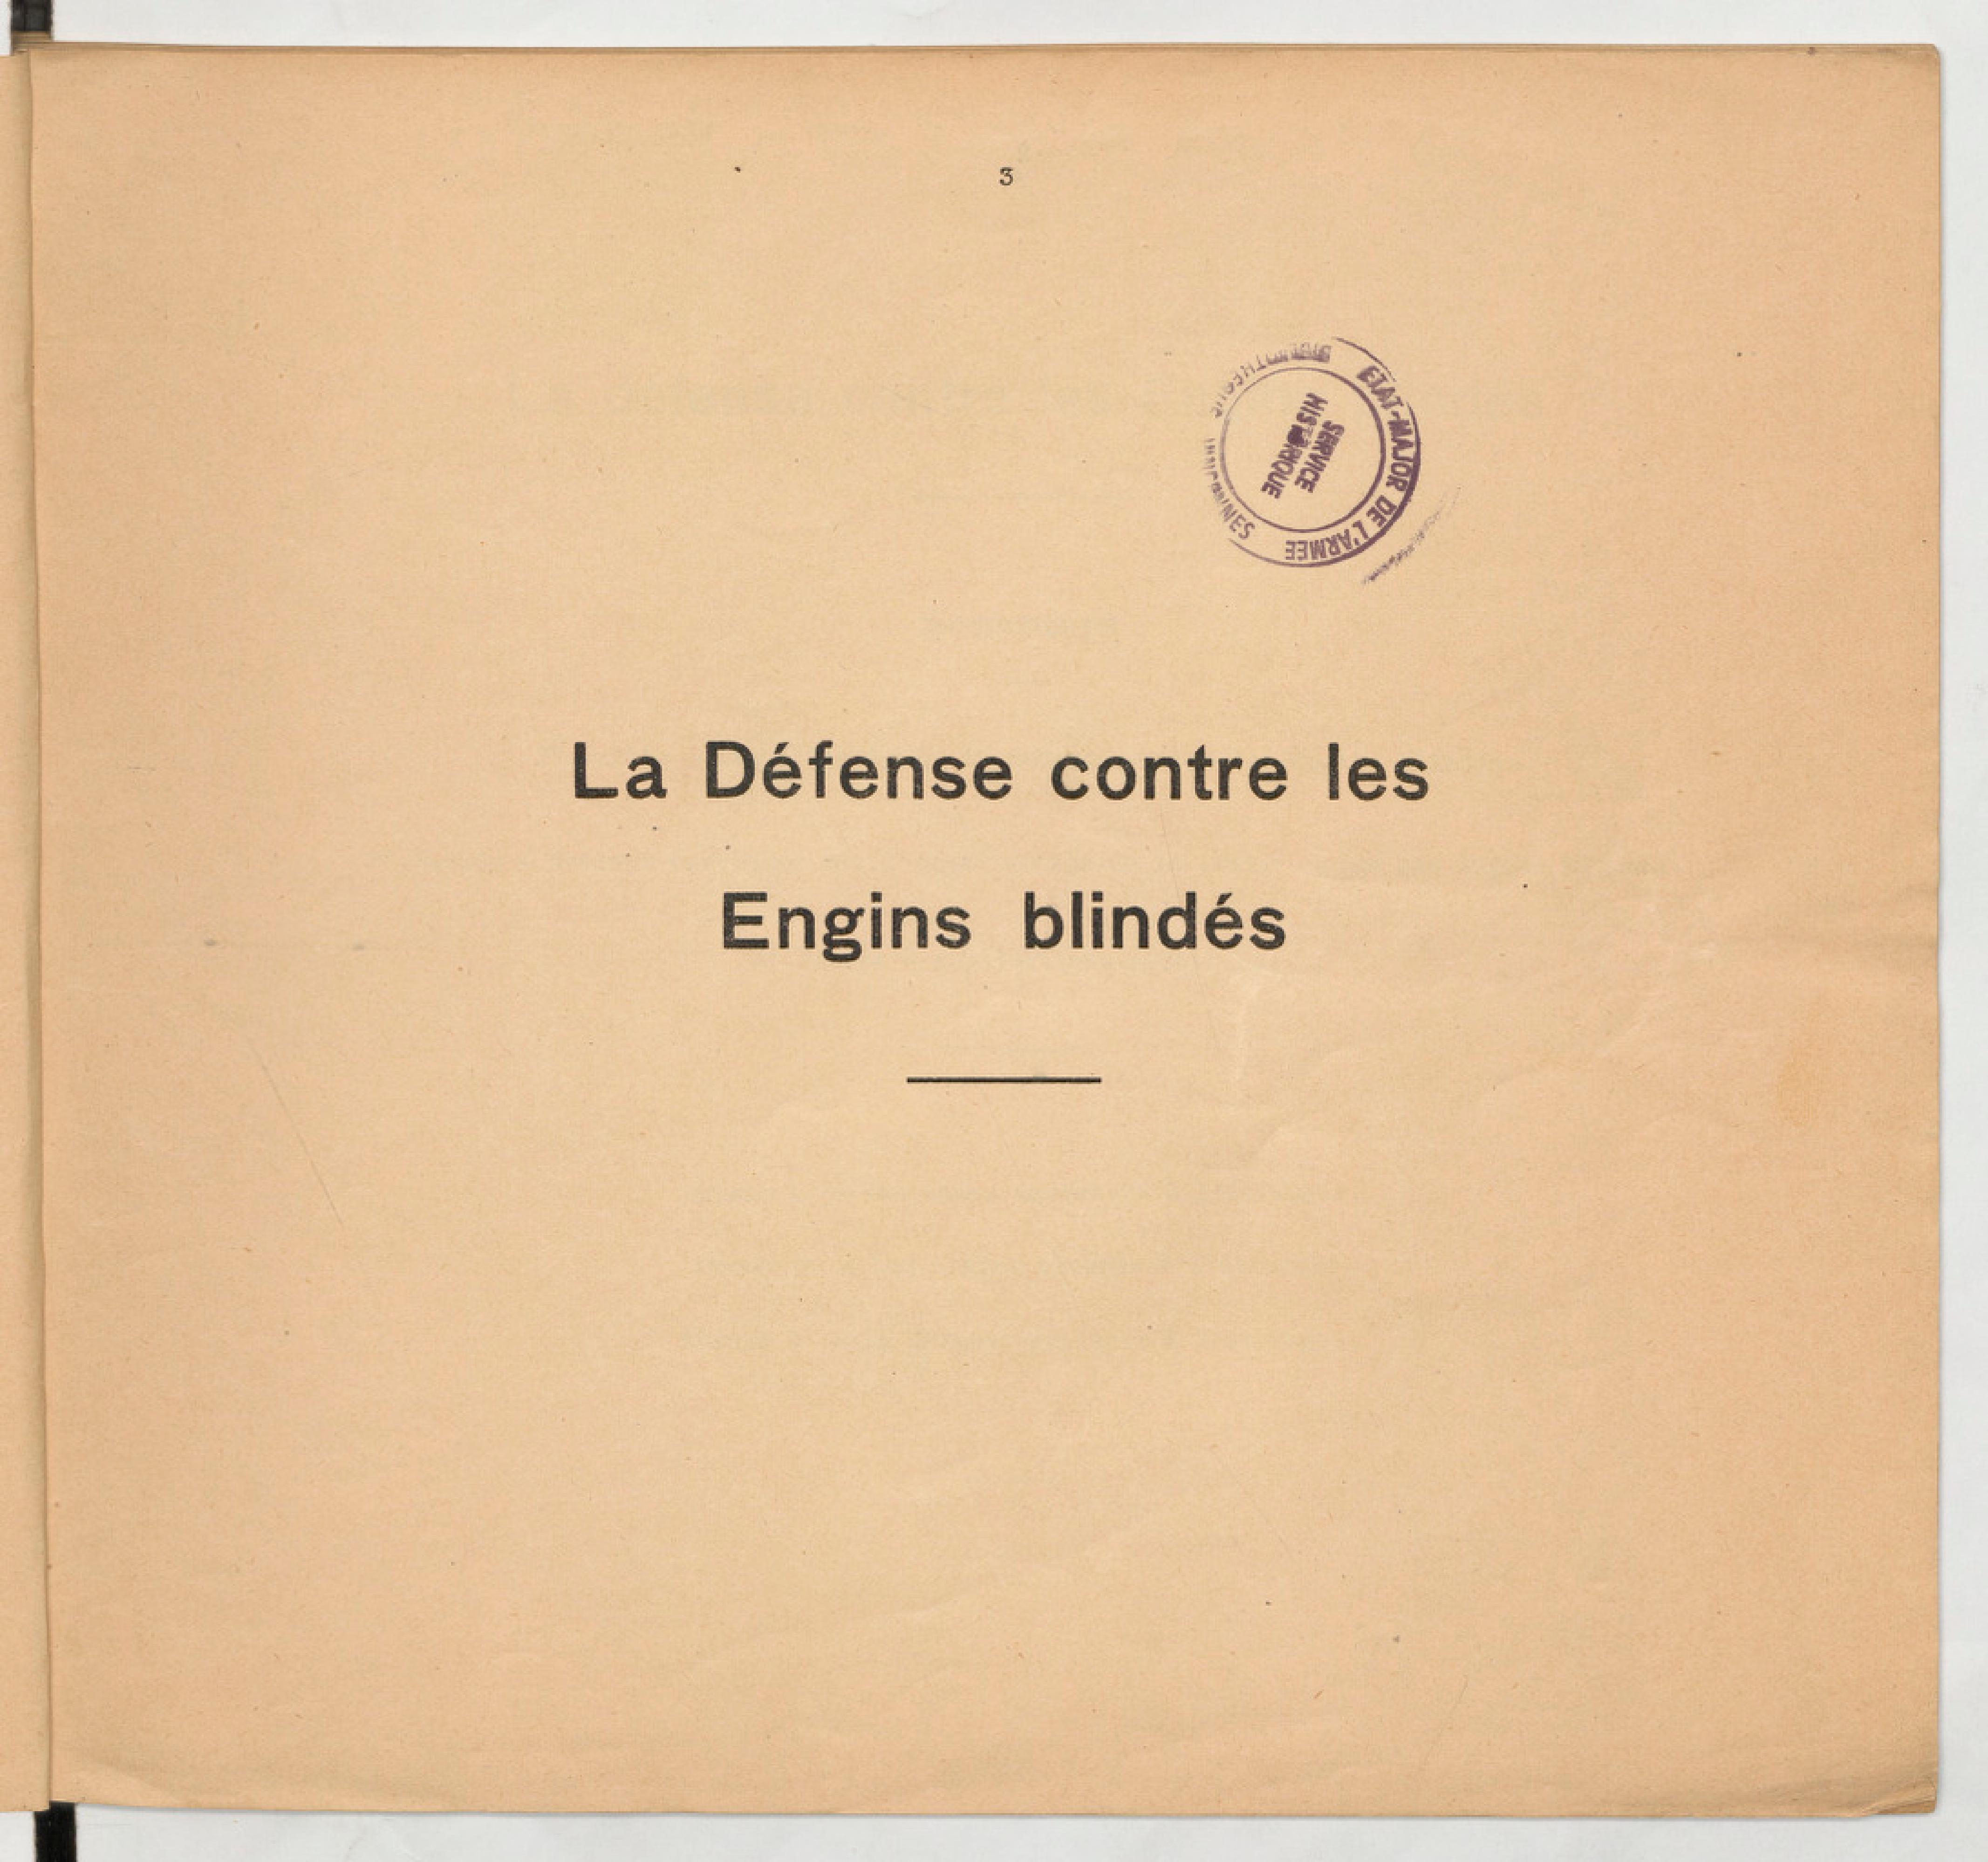 3
ETAT-MAJOR DE L'ARMEE
SERVICE
HISTORIQUE
La Défense contre les
Engins blindés